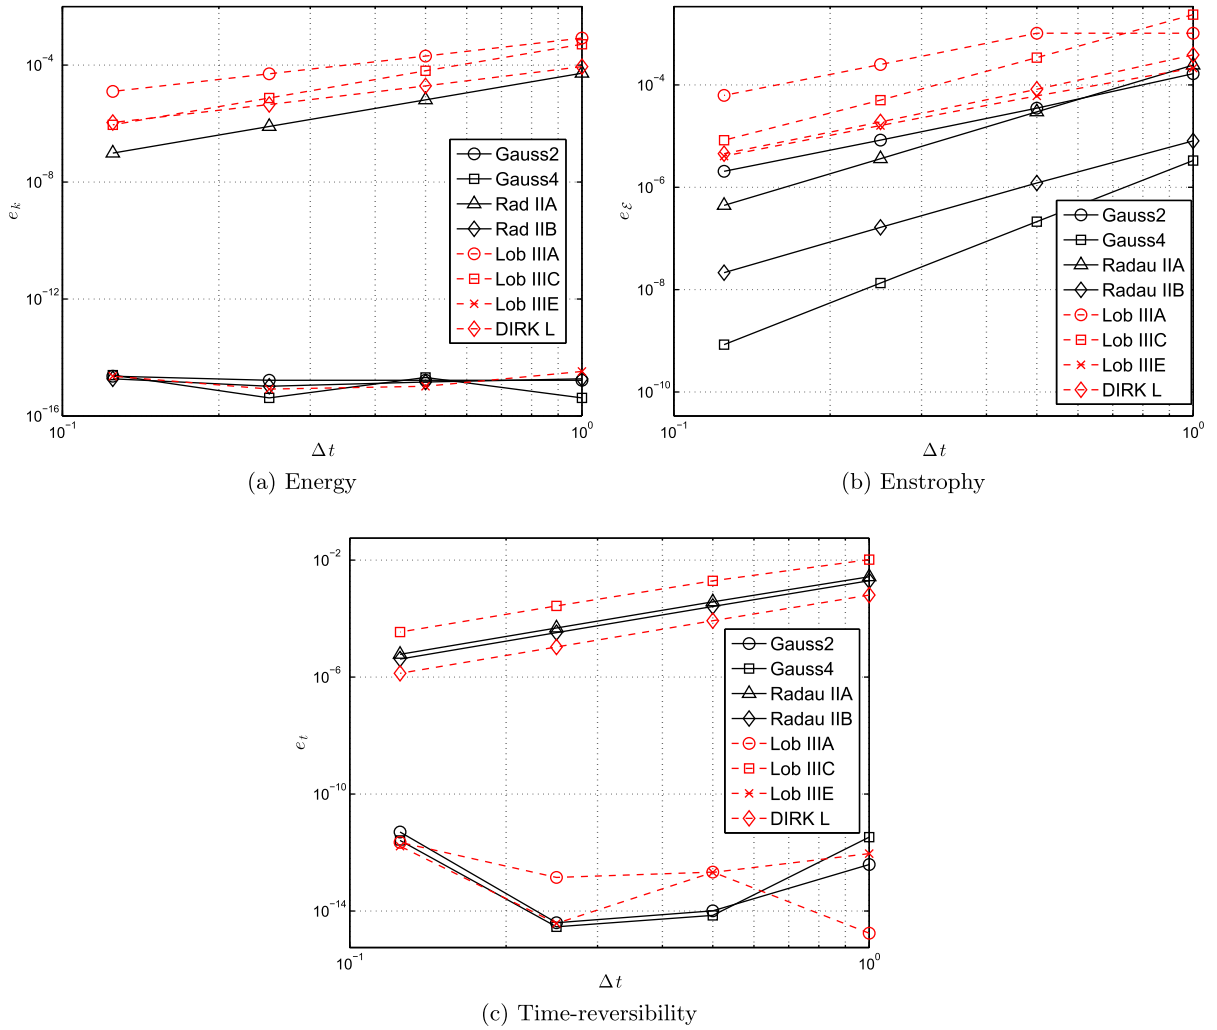 10^-4
10^-8
10^-12
10^-16
e_k
10^-1
10^0
Δt
Gauss2
Gauss4
Rad IIA
Rad IIB
Lob IIIA
Lob IIIC
Lob IIIE
DIRK L
(a) Energy
10^-4
10^-6
10^-8
10^-10
e_ℰ
10^-1
10^0
Δt
Gauss2
Gauss4
Radau IIA
Radau IIB
Lob IIIA
Lob IIIC
Lob IIIE
DIRK L
(b) Enstrophy
10^-2
10^-6
10^-10
10^-14
e_t
10^-1
10^0
Δt
Gauss2
Gauss4
Radau IIA
Radau IIB
Lob IIIA
Lob IIIC
Lob IIIE
DIRK L
(c) Time-reversibility